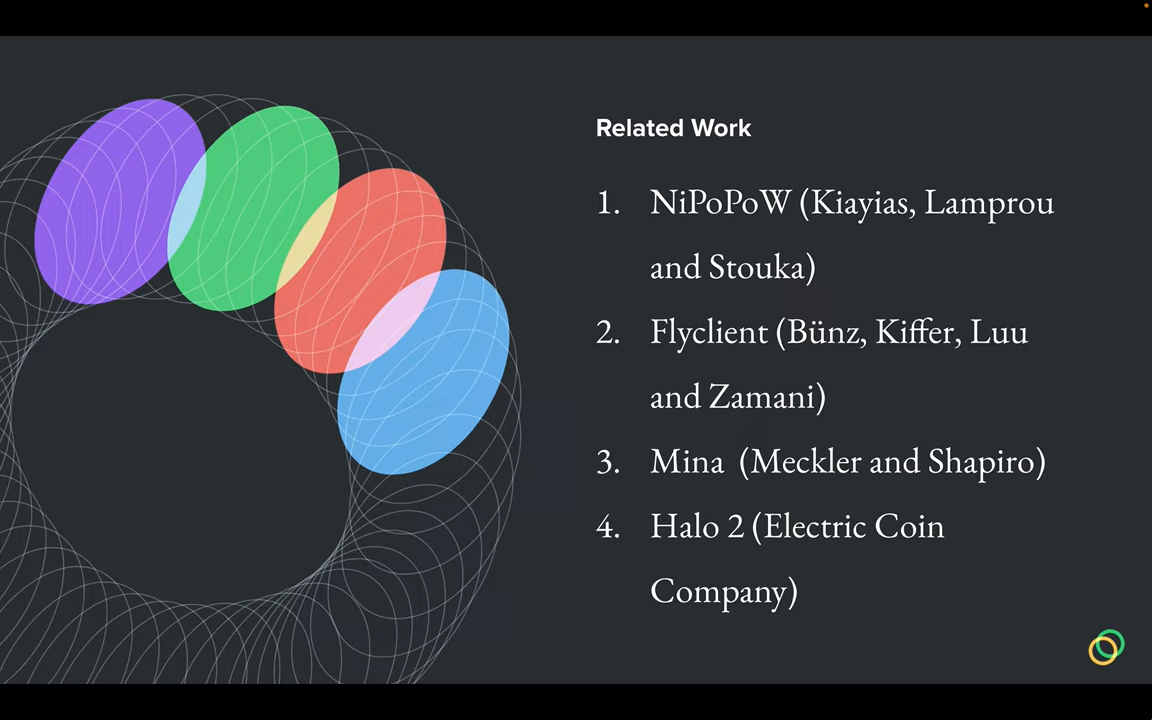 Related Work
1. NiPoPoW (Kiayias, Lamprou
and Stouka)
2. Flyclient (Bünz, Kiffer, Luu
and Zamani)
3. Mina (Meckler and Shapiro)
4. Halo 2 (Electric Coin
Company)